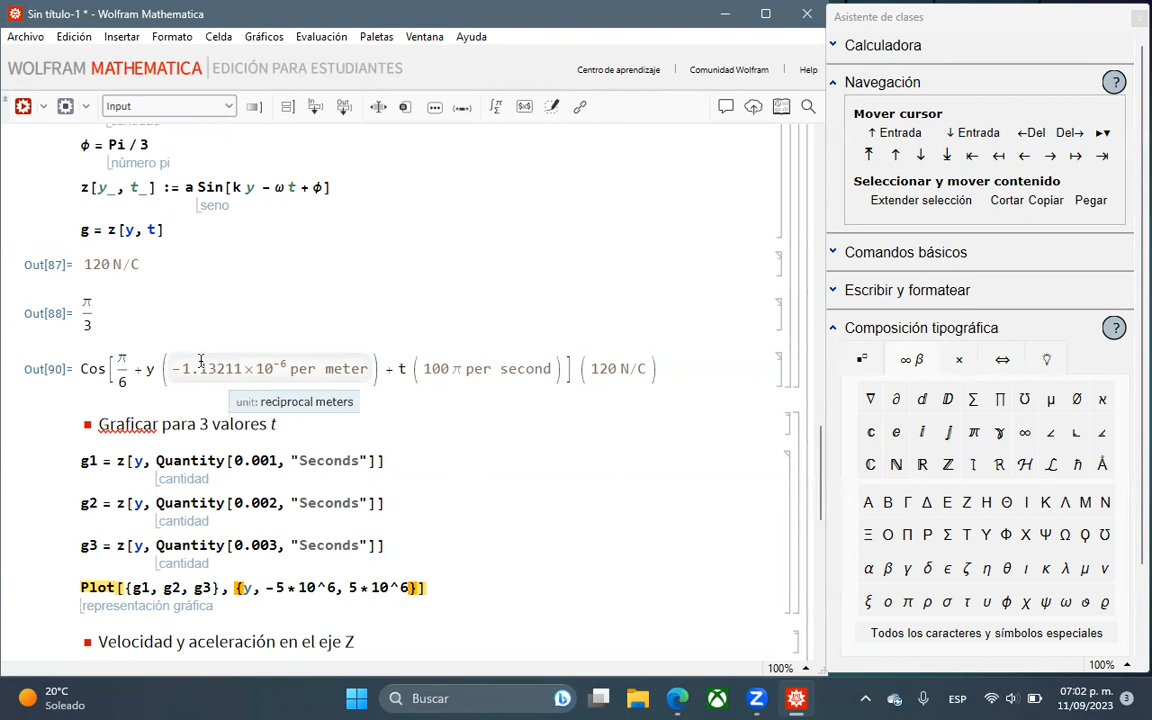 Sin título-1 * - Wolfram Mathematica
Archivo Edición Insertar Formato Celda Gráficos Evaluación Paletas Ventana Ayuda
WOLFRAM MATHEMATICA | EDICIÓN PARA ESTUDIANTES
Centro de aprendizaje | Comunidad Wolfram | Help
Input
ϕ = Pi / 3
número pi
z[y_, t_] := a Sin[k y - ω t + ϕ]
seno
g = z[y, t]
Out[87]= 120 N/C
Out[88]= π/3
Out[90]= Cos[π/6 + y (-1.13211×10^-6 per meter) + t (100 π per second)] (120 N/C)
unit: reciprocal meters
Graficar para 3 valores t
g1 = z[y, Quantity[0.001, "Seconds"]]
cantidad
g2 = z[y, Quantity[0.002, "Seconds"]]
cantidad
g3 = z[y, Quantity[0.003, "Seconds"]]
cantidad
Plot[{g1, g2, g3}, {y, -5*10^6, 5*10^6}]
representación gráfica
Velocidad y aceleración en el eje Z
100%
Asistente de clases
Calculadora
Navegación ?
Mover cursor
↑ Entrada ↓ Entrada ←Del Del→ ▸▾
Seleccionar y mover contenido
Extender selección Cortar Copiar Pegar
Comandos básicos
Escribir y formatear
Composición tipográfica ?
∞ β × ⇔
∇ ∂ ⅆ ⅅ ∑ ∏ ℧ μ Ø ℵ
ℂ ℕ ℝ ℤ ℩ ℜ ℋ ℒ ℏ Å
Α Β Γ Δ Ε Ζ Η Θ Ι Κ Λ Μ Ν
Ξ Ο Π Ρ Σ Τ Υ Φ Χ Ψ Ω Ϙ ℧
α β γ δ ϵ ζ η θ ι κ λ μ ν
ξ ο π ρ σ τ υ ϕ χ ψ ω ϱ ς
Todos los caracteres y símbolos especiales
100%
20°C
Soleado
Buscar
ESP
07:02 p. m.
11/09/2023
3